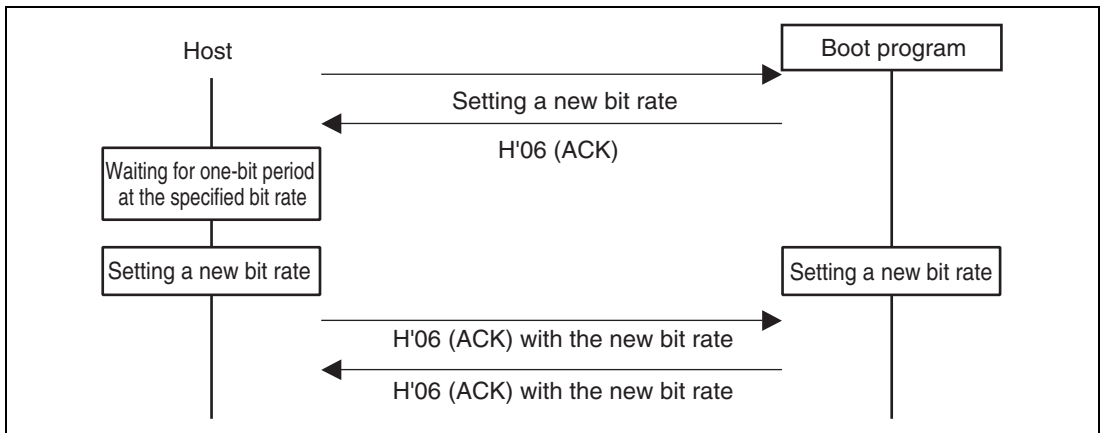 Host
Boot program
Setting a new bit rate
H'06 (ACK)
Waiting for one-bit period
at the specified bit rate
Setting a new bit rate
Setting a new bit rate
H'06 (ACK) with the new bit rate
H'06 (ACK) with the new bit rate